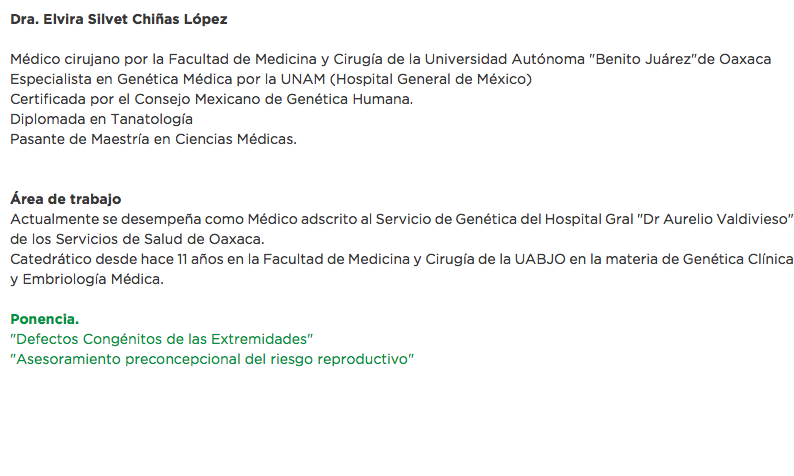 Dra. Elvira Silvet Chiñas López
Médico cirujano por la Facultad de Medicina y Cirugía de la Universidad Autónoma "Benito Juárez"de Oaxaca
Especialista en Genética Médica por la UNAM (Hospital General de México)
Certificada por el Consejo Mexicano de Genética Humana.
Diplomada en Tanatología
Pasante de Maestría en Ciencias Médicas.
Área de trabajo
Actualmente se desempeña como Médico adscrito al Servicio de Genética del Hospital Gral "Dr Aurelio Valdivieso"
de los Servicios de Salud de Oaxaca.
Catedrático desde hace 11 años en la Facultad de Medicina y Cirugía de la UABJO en la materia de Genética Clínica
y Embriología Médica.
Ponencia.
"Defectos Congénitos de las Extremidades"
"Asesoramiento preconcepcional del riesgo reproductivo"